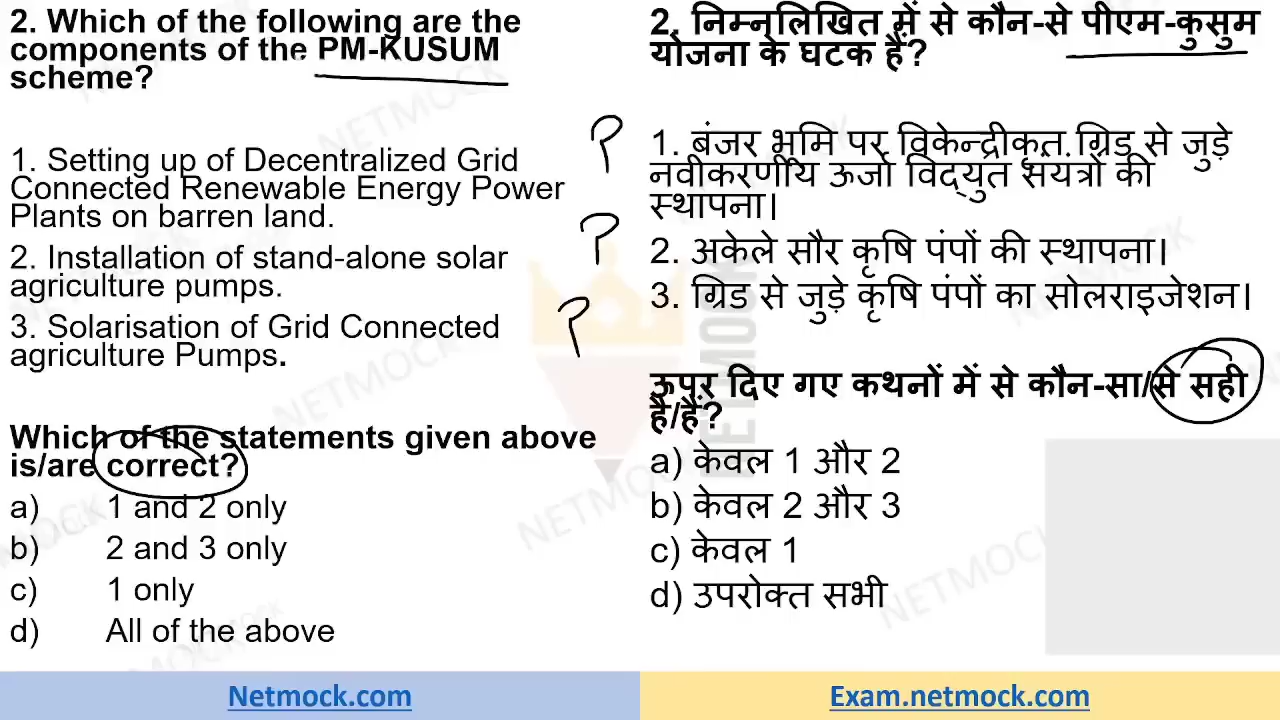 2. Which of the following are the
components of the PM-KUSUM
scheme?
1. Setting up of Decentralized Grid
Connected Renewable Energy Power
Plants on barren land.
2. Installation of stand-alone solar
agriculture pumps.
3. Solarisation of Grid Connected
agriculture Pumps.
Which of the statements given above
is/are correct?
a) 1 and 2 only
b) 2 and 3 only
c) 1 only
d) All of the above
?
?
?
2. निम्नलिखित में से कौन-से पीएम-कुसुम
योजना के घटक हैं?
1. बंजर भूमि पर विकेन्द्रीकृत ग्रिड से जुड़े
नवीकरणीय ऊर्जा विद्युत संयंत्रों की
स्थापना।
2. अकेले सौर कृषि पंपों की स्थापना।
3. ग्रिड से जुड़े कृषि पंपों का सोलराइजेशन।
ऊपर दिए गए कथनों में से कौन-सा/से सही
है/हैं?
a) केवल 1 और 2
b) केवल 2 और 3
c) केवल 1
d) उपरोक्त सभी
NETMOCK
Netmock.com
Exam.netmock.com